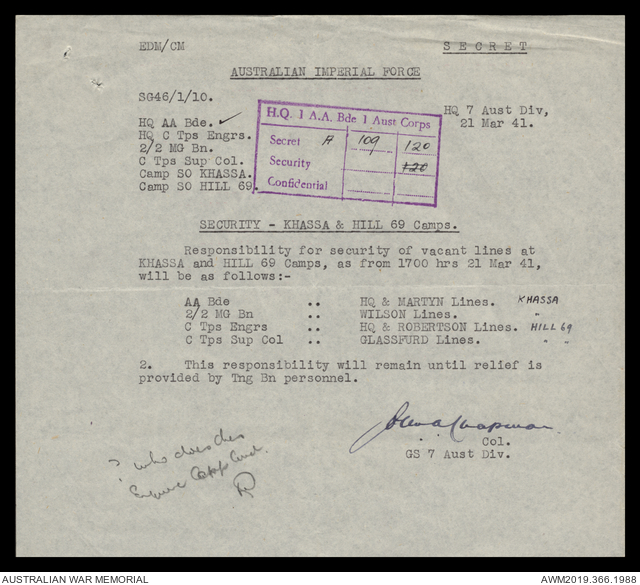 EDM/CM
SECRET
AUSTRALIAN IMPERIAL FORCE
SG46/1/10.
HQ 7 Aust Div,
21 Mar 41.
HQ AA Bde. ✓
HQ C Tps Engrs.
2/2 MG Bn.
C Tps Sup Col.
Camp SO KHASSA.
Camp SO HILL 69.
H.Q. 1 A.A. Bde 1 Aust Corps
Secret A 109 120
Security 120
Confidential
SECURITY - KHASSA & HILL 69 Camps.
Responsibility for security of vacant lines at
KHASSA and HILL 69 Camps, as from 1700 hrs 21 Mar 41,
will be as follows:-
AA Bde .. HQ & MARTYN Lines. KHASSA
2/2 MG Bn .. WILSON Lines. "
C Tps Engrs .. HQ & ROBERTSON Lines. HILL 69
C Tps Sup Col .. GLASSFURD Lines. " "
2. This responsibility will remain until relief is
provided by Tng Bn personnel.
Chapman
Col.
GS 7 Aust Div.
? who does
AUSTRALIAN WAR MEMORIAL
AWM2019.366.1988